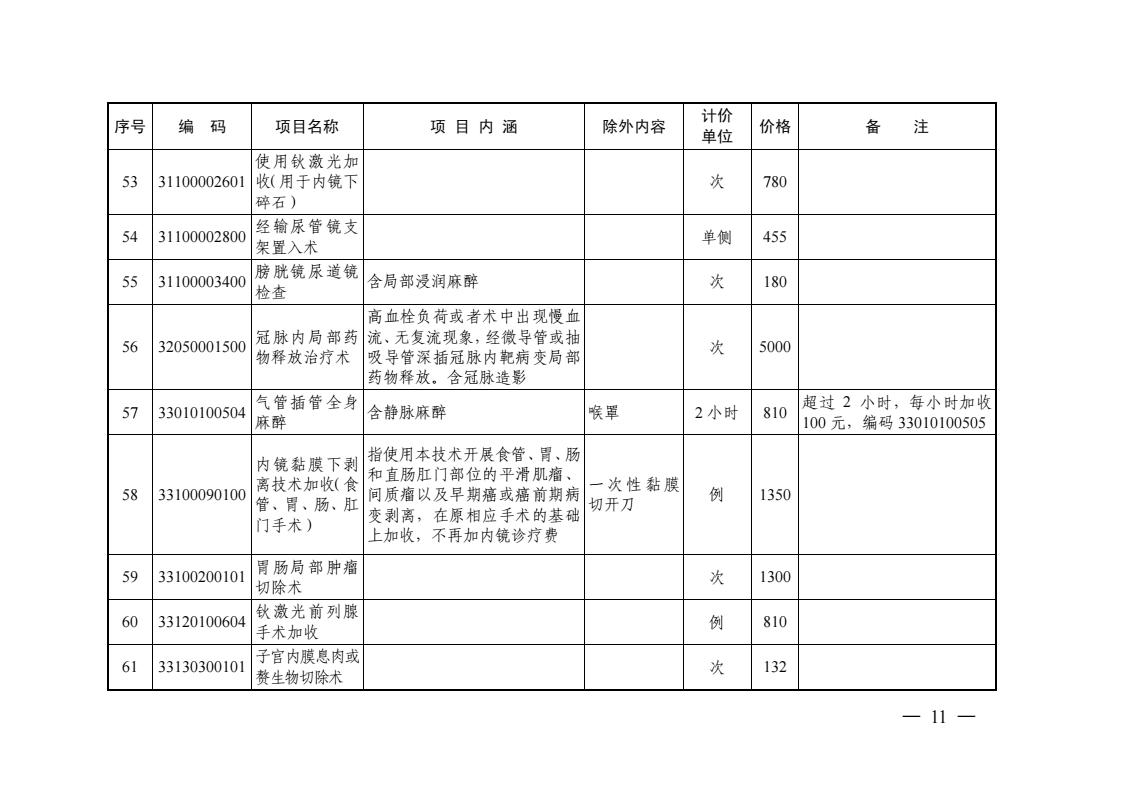 序号 编 码 项目名称 项 目 内 涵 除外内容 计价 价格 备 注
单位
使用钬激光加
53 31100002601 收(用于内镜下 次 780
碎石)
54 31100002800 经输尿管镜支 单侧 455
架置入术
55 31100003400 膀胱镜尿道镜 含局部浸润麻醉 次 180
检查
高血栓负荷或者术中出现慢血
56 32050001500 冠脉内局部药 流、无复流现象，经微导管或抽 次 5000
物释放治疗术 吸导管深插冠脉内靶病变局部
药物释放。含冠脉造影
57 33010100504 气管插管全身 含静脉麻醉 喉罩 2 小时 810 超过 2 小时，每小时加收
麻醉 100 元，编码 33010100505
指使用本技术开展食管、胃、肠
内镜黏膜下剥 和直肠肛门部位的平滑肌瘤、
58 33100090100 离技术加收(食 间质瘤以及早期癌或癌前期病 一次性黏膜 例 1350
管、胃、肠、肛 变剥离，在原相应手术的基础 切开刀
门手术) 上加收，不再加内镜诊疗费
59 33100200101 胃肠局部肿瘤 次 1300
切除术
60 33120100604 钬激光前列腺 例 810
手术加收
61 33130300101 子宫内膜息肉或 次 132
赘生物切除术
— 11 —